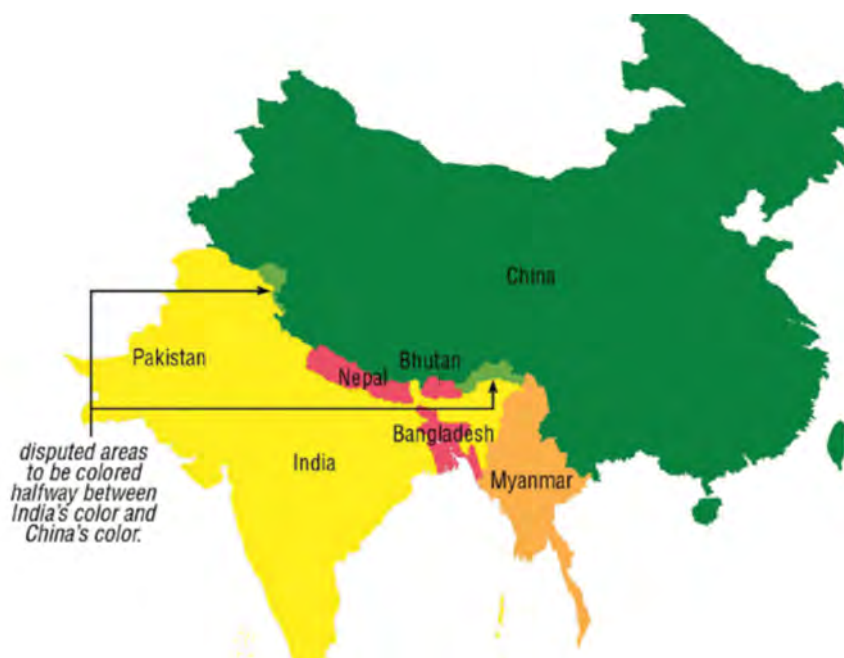 China
Pakistan
Bhutan
Nepal
Bangladesh
India
Myanmar
disputed areas
to be colored
halfway between
India's color and
China's color.